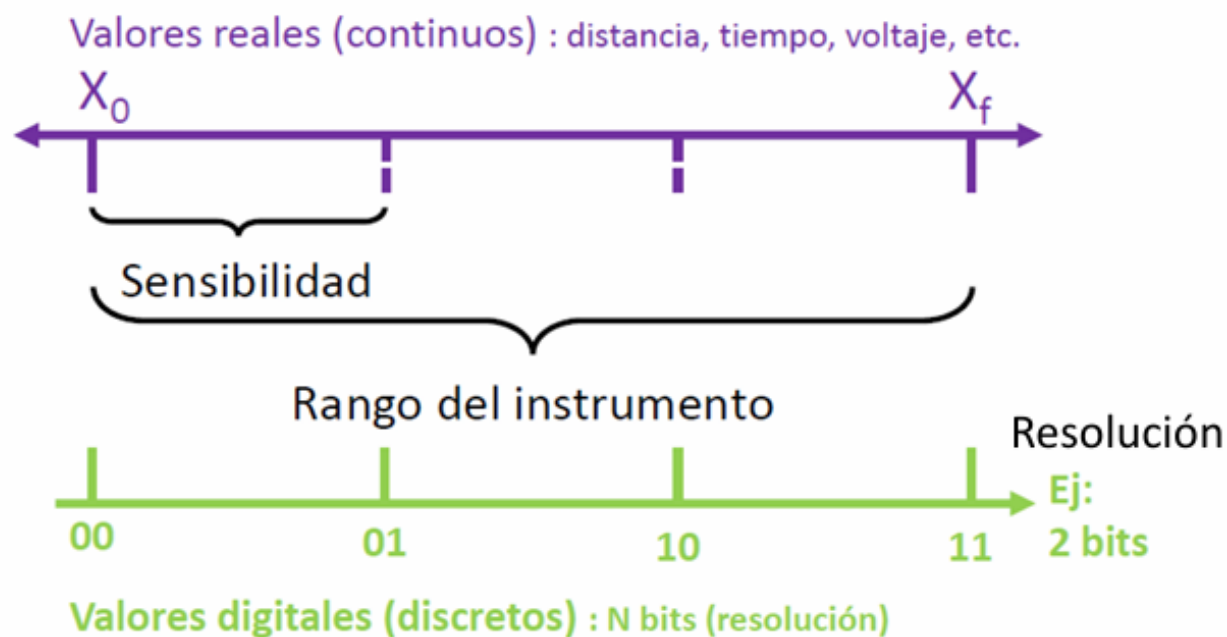 Valores reales (continuos) : distancia, tiempo, voltaje, etc.
X₀ X_f
Sensibilidad
Rango del instrumento
Resolución
Ej:
2 bits
00 01 10 11
Valores digitales (discretos) : N bits (resolución)